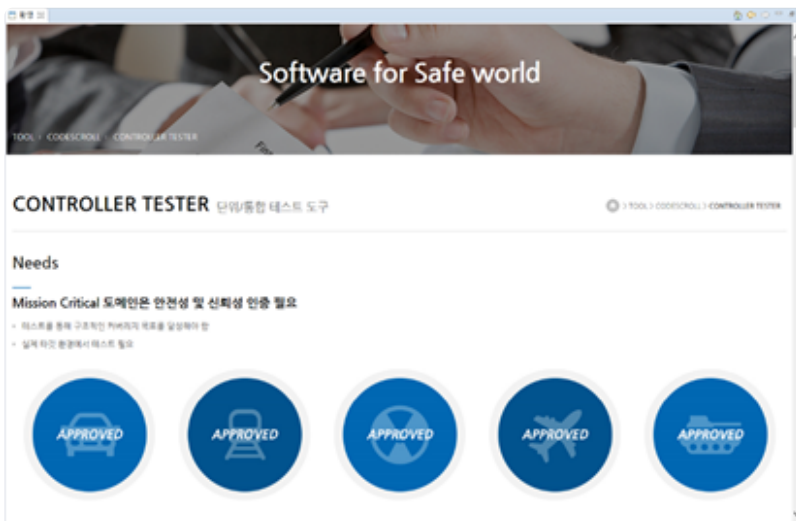 환영
Software for Safe world
TOOL > CODESCROLL > CONTROLLER TESTER
CONTROLLER TESTER 단위/통합 테스트 도구
> TOOL > CODESCROLL > CONTROLLER TESTER
Needs
Mission Critical 도메인은 안전성 및 신뢰성 인증 필요
테스트를 통해 구조적인 커버리지 목표를 달성해야 함
실제 타깃 환경에서 테스트 필요
APPROVED APPROVED APPROVED APPROVED APPROVED